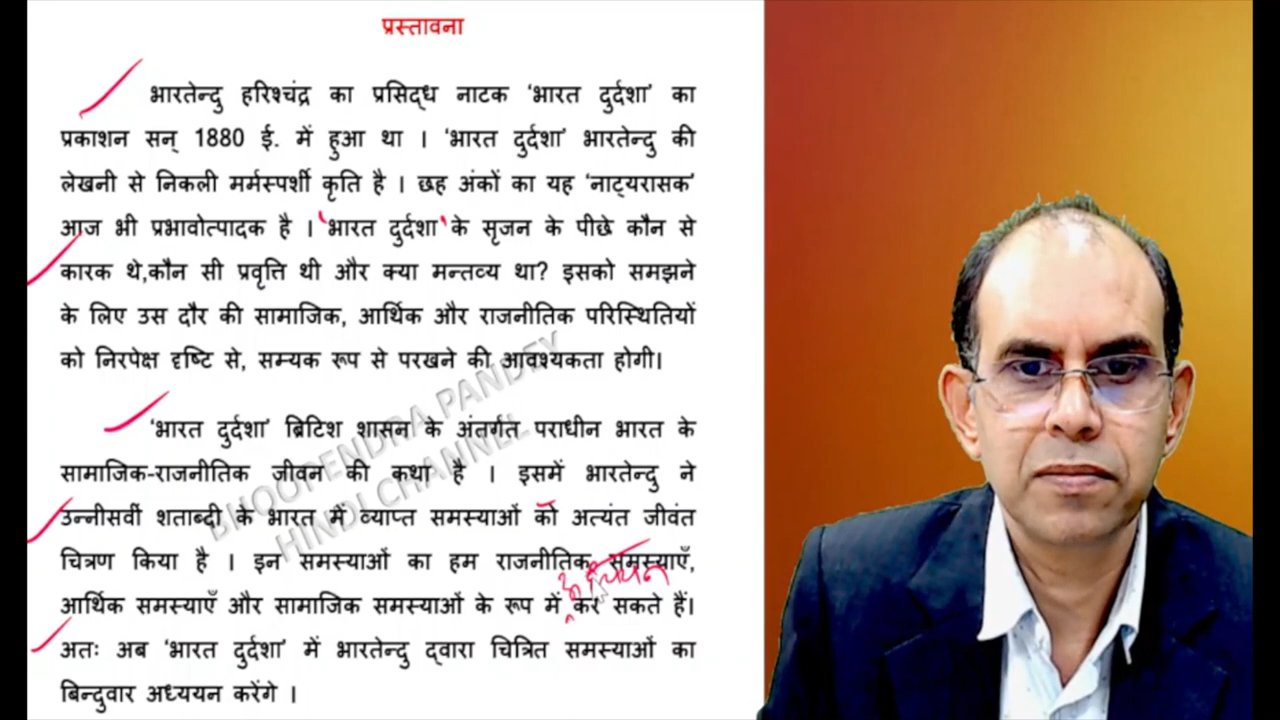 प्रस्तावना
भारतेन्दु हरिश्चंद्र का प्रसिद्ध नाटक ‘भारत दुर्दशा’ का
प्रकाशन सन् 1880 ई. में हुआ था । ‘भारत दुर्दशा’ भारतेन्दु की
लेखनी से निकली मर्मस्पर्शी कृति है । छह अंकों का यह ‘नाट्यरासक’
आज भी प्रभावोत्पादक है । ‘भारत दुर्दशा’ के सृजन के पीछे कौन से
कारक थे,कौन सी प्रवृत्ति थी और क्या मन्तव्य था? इसको समझने
के लिए उस दौर की सामाजिक, आर्थिक और राजनीतिक परिस्थितियों
को निरपेक्ष दृष्टि से, सम्यक रूप से परखने की आवश्यकता होगी।
‘भारत दुर्दशा’ ब्रिटिश शासन के अंतर्गत पराधीन भारत के
सामाजिक-राजनीतिक जीवन की कथा है । इसमें भारतेन्दु ने
उन्नीसवीं शताब्दी के भारत में व्याप्त समस्याओं को अत्यंत जीवंत
चित्रण किया है । इन समस्याओं का हम राजनीतिक समस्याएँ,
अध्ययन
आर्थिक समस्याएँ और सामाजिक समस्याओं के रूप में कर सकते हैं।
अतः अब ‘भारत दुर्दशा’ में भारतेन्दु द्वारा चित्रित समस्याओं का
बिन्दुवार अध्ययन करेंगे ।
BHOOPENDRA PANDEY
HINDI CHANNEL